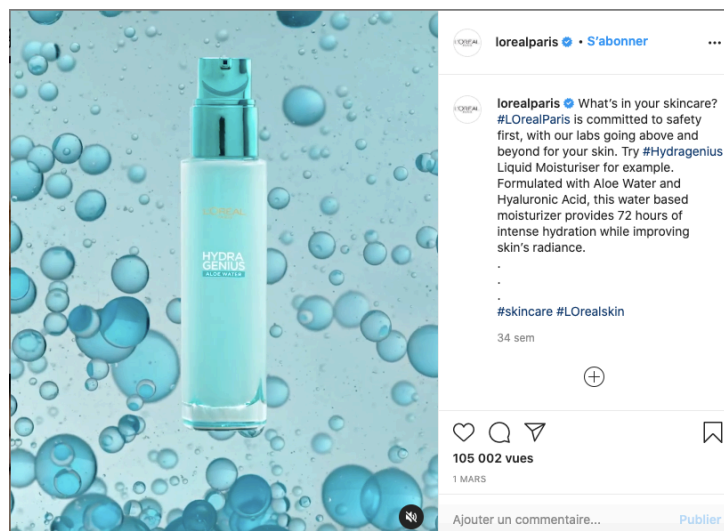 L'ORÉAL
HYDRA
GENIUS
ALOE WATER
lorealparis • S'abonner
lorealparis What's in your skincare?
#LOrealParis is committed to safety
first, with our labs going above and
beyond for your skin. Try #Hydragenius
Liquid Moisturiser for example.
Formulated with Aloe Water and
Hyaluronic Acid, this water based
moisturizer provides 72 hours of
intense hydration while improving
skin's radiance.
.
.
.
#skincare #LOrealskin
34 sem
105 002 vues
1 MARS
Ajouter un commentaire... Publier